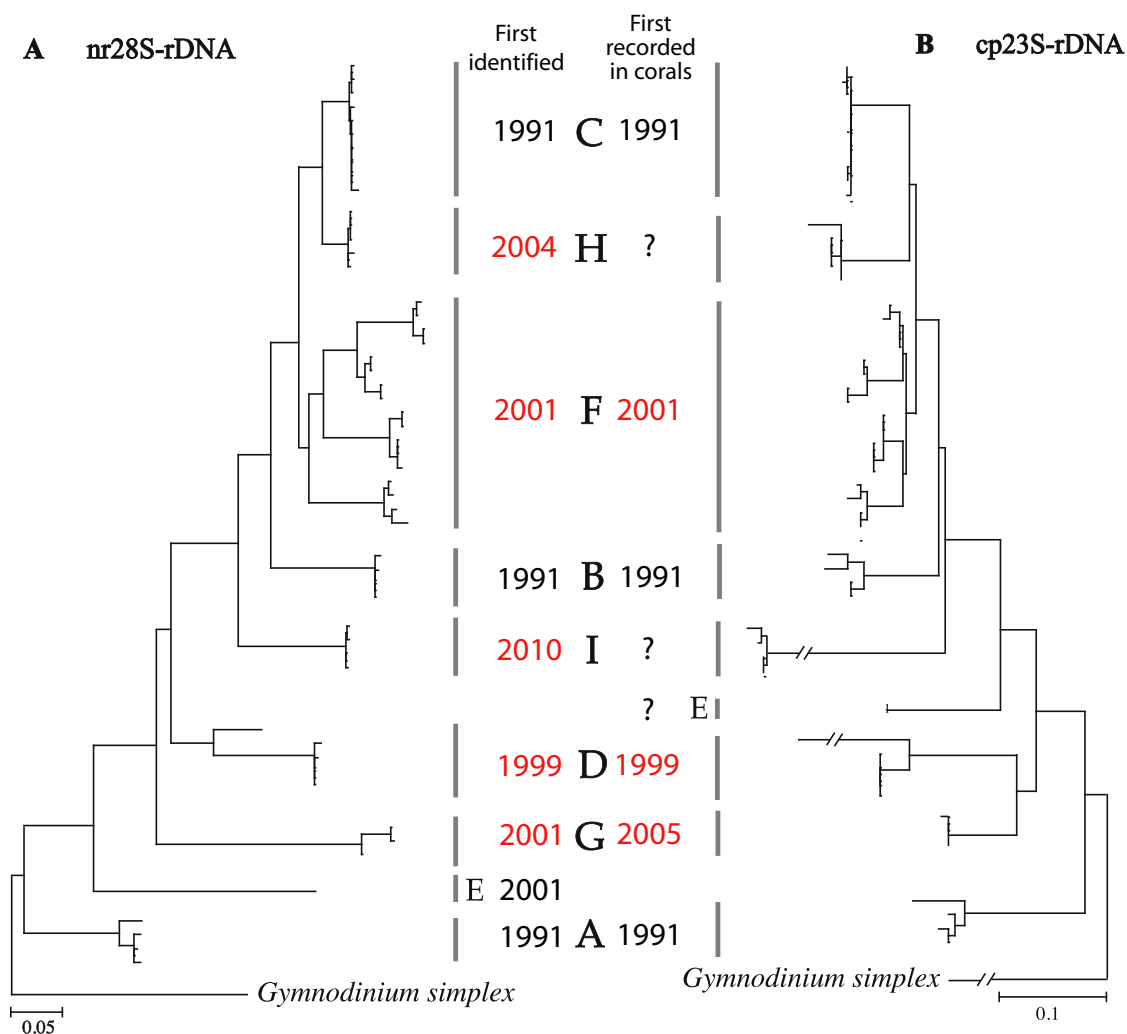 A nr28S-rDNA
First identified
First recorded in corals
B cp23S-rDNA
1991 C 1991
2004 H ?
2001 F 2001
1991 B 1991
2010 I ?
? E
1999 D 1999
2001 G 2005
E 2001
1991 A 1991
Gymnodinium simplex
Gymnodinium simplex
0.05
0.1